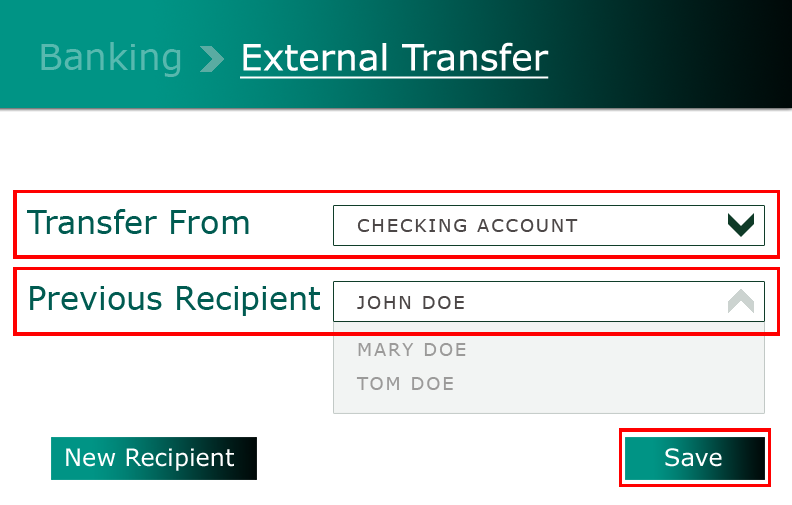 Banking External Transfer
Transfer From CHECKING ACCOUNT
Previous Recipient JOHN DOE
MARY DOE
TOM DOE
New Recipient Save